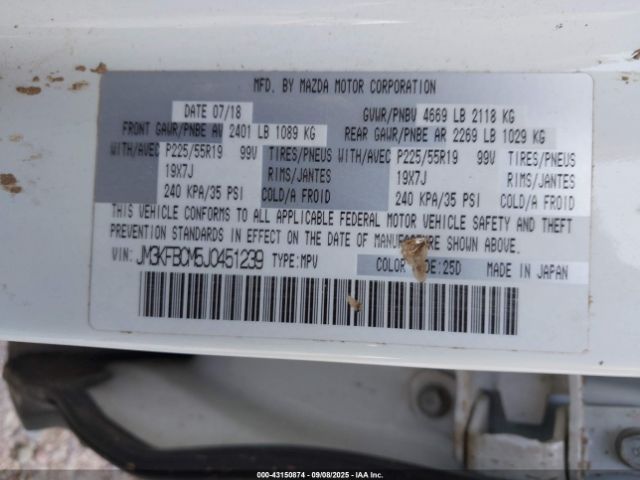 MFD. BY MAZDA MOTOR CORPORATION
DATE 07/18 GVWR/PNBV 4669 LB 2118 KG
FRONT GAWR/PNBE AV 2401 LB 1089 KG REAR GAWR/PNBE AR 2269 LB 1029 KG
WITH/AVEC P225/55R19 99V TIRES/PNEUS WITH/AVEC P225/55R19 99V TIRES/PNEUS
19X7J RIMS/JANTES 19X7J RIMS/JANTES
240 KPA/35 PSI COLD/A FROID 240 KPA/35 PSI COLD/A FROID
THIS VEHICLE CONFORMS TO ALL APPLICABLE FEDERAL MOTOR VEHICLE SAFETY AND THEFT
PREVENTION STANDARDS IN EFFECT ON THE DATE OF MANUFACTURE SHOWN ABOVE.
VIN: JM3KFBCM5J0451239 TYPE: MPV COLOR CODE: 25D MADE IN JAPAN
000-43150874 - 09/08/2025 - IAA Inc.